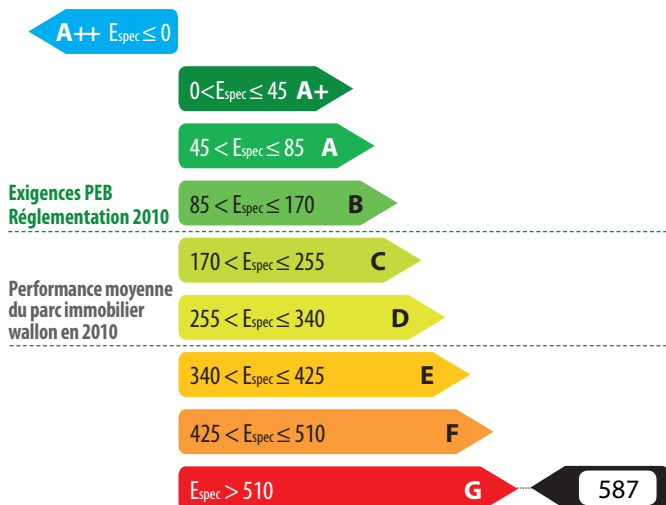 A++ Espec ≤ 0
0<Espec ≤ 45 A+
45 < Espec ≤ 85 A
Exigences PEB
Réglementation 2010
85 < Espec ≤ 170 B
170 < Espec ≤ 255 C
Performance moyenne
du parc immobilier
wallon en 2010
255 < Espec ≤ 340 D
340 < Espec ≤ 425 E
425 < Espec ≤ 510 F
Espec > 510 G
587